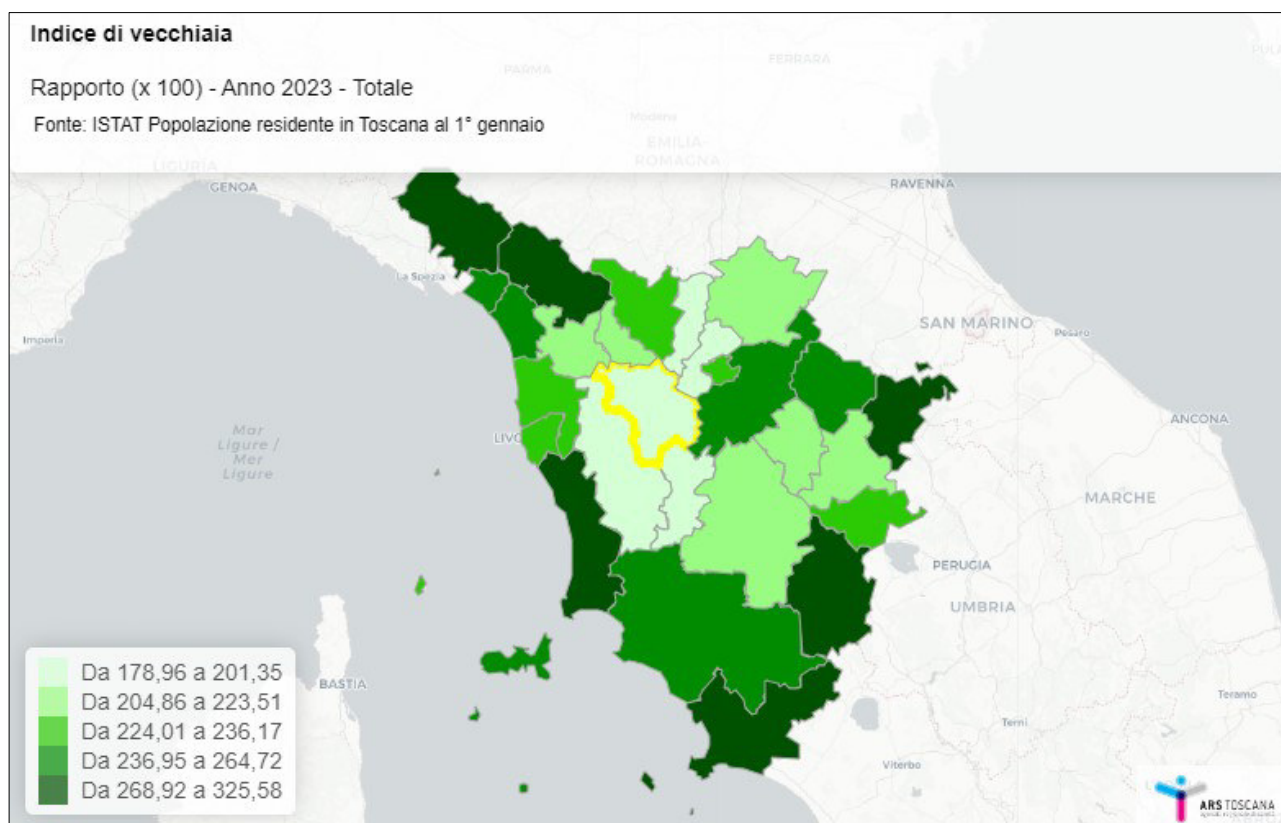 Indice di vecchiaia
Rapporto (x 100) - Anno 2023 - Totale
Fonte: ISTAT Popolazione residente in Toscana al 1° gennaio
PARMA
FERRARA
Modena
EMILIA-
ROMAGNA
LIGURIA
GENOA
RAVENNA
La Spezia
Imperia
SAN MARINO
Pesaro
ANCONA
LIVO
Mar
Ligure /
Mer
Ligure
MARCHE
PERUGIA
UMBRIA
BASTIA
Teramo
Terni
Viterbo
Da 178,96 a 201,35
Da 204,86 a 223,51
Da 224,01 a 236,17
Da 236,95 a 264,72
Da 268,92 a 325,58
ARS TOSCANA